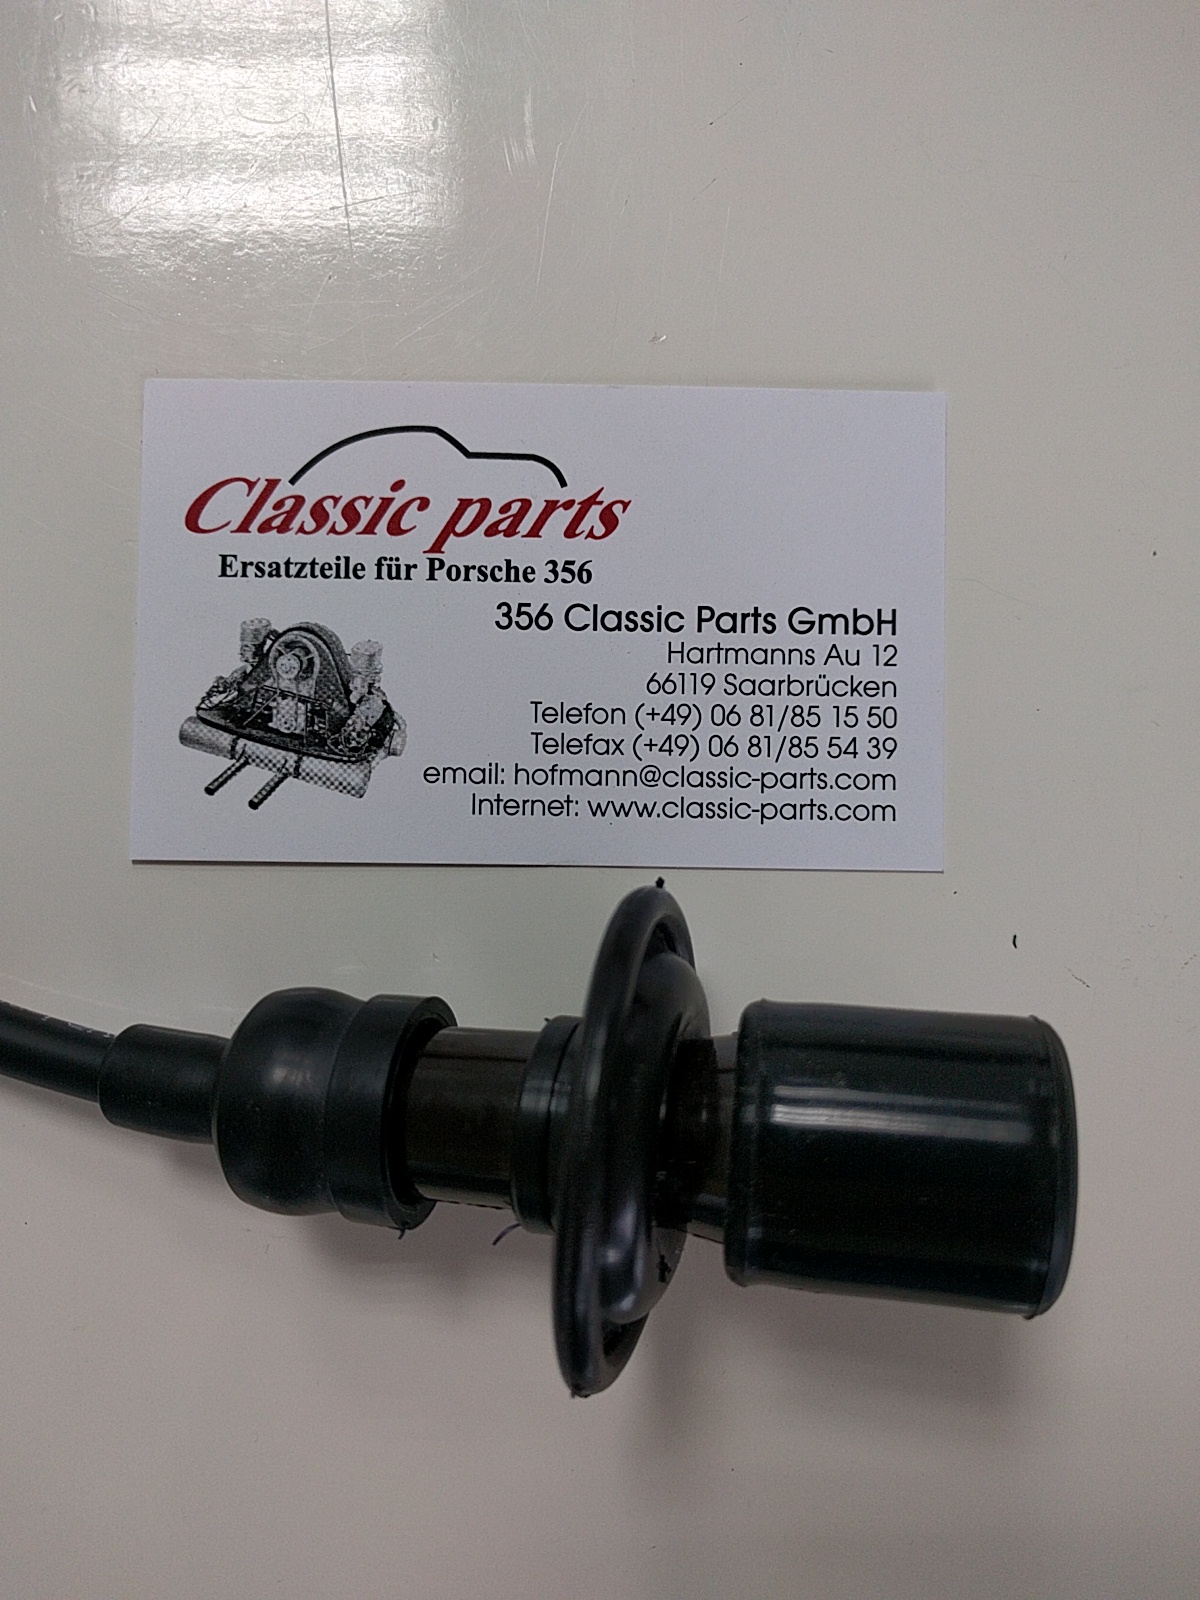 Classic parts
Ersatzteile für Porsche 356
356 Classic Parts GmbH
Hartmanns Au 12
66119 Saarbrücken
Telefon (+49) 06 81/85 15 50
Telefax (+49) 06 81/85 54 39
email: hofmann@classic-parts.com
Internet: www.classic-parts.com